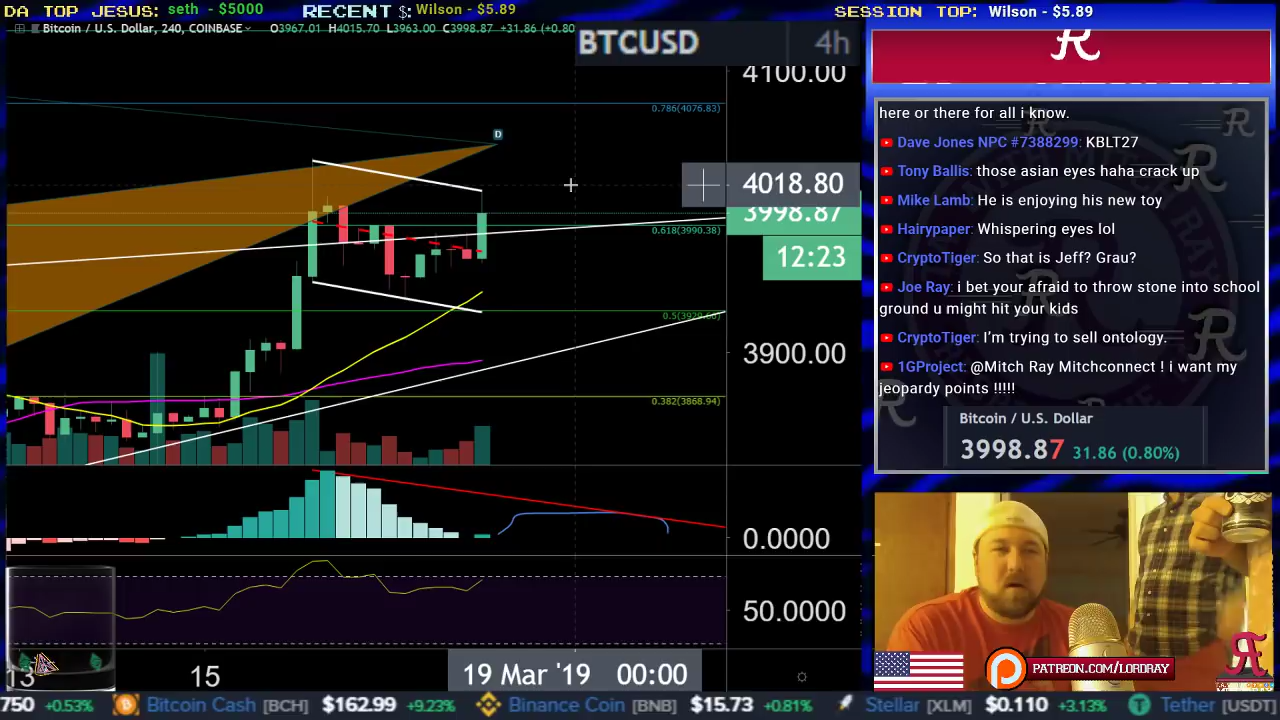 DA TOP JESUS: seth - $5000
RECENT $: Wilson - $5.89
SESSION TOP: Wilson - $5.89
Bitcoin / U.S. Dollar, 240, COINBASE O3967.01 H4015.70 L3963.00 C3998.87 +31.86 (+0.80
BTCUSD 4h
4100.00
0.786(4076.83)
D
4018.80
3998.87
0.618(3990.38)
12:23
0.5(3929.66)
3900.00
0.382(3868.94)
0.0000
50.0000
13 15 19 Mar '19 00:00
R
here or there for all i know.
Dave Jones NPC #7388299: KBLT27
Tony Ballis: those asian eyes haha crack up
Mike Lamb: He is enjoying his new toy
Hairypaper: Whispering eyes lol
CryptoTiger: So that is Jeff? Grau?
Joe Ray: i bet your afraid to throw stone into school
ground u might hit your kids
CryptoTiger: I'm trying to sell ontology.
1GProject: @Mitch Ray Mitchconnect ! i want my
jeopardy points !!!!!
Bitcoin / U.S. Dollar
3998.87 31.86 (0.80%)
PATREON.COM/LORDRAY
750 +0.53% Bitcoin Cash [BCH] $162.99 +9.23% Binance Coin [BNB] $15.73 +0.81% Stellar [XLM] $0.110 +3.13% Tether [USDT]